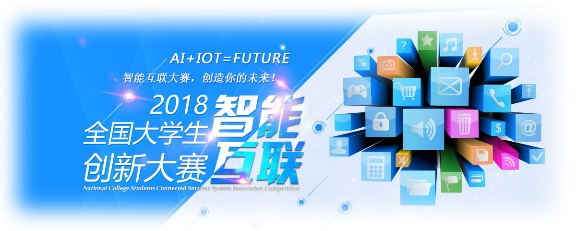 AI+IOT=FUTURE
智能互联大赛，创造你的未来！
2018
全国大学生
创新大赛
智能
互联
National College Students Connected Smarter System Innovation Competition